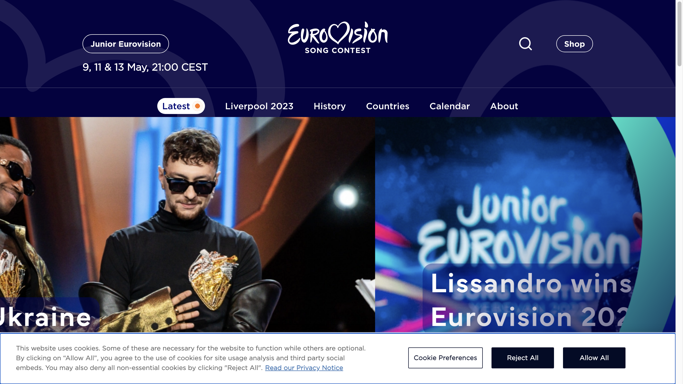 Junior Eurovision
EUROVISION
SONG CONTEST
Shop
9, 11 & 13 May, 21:00 CEST
Latest
Liverpool 2023
History
Countries
Calendar
About
Junior
EUROVISION
Ukraine
Lissandro wins
Eurovision 202
This website uses cookies. Some of these are necessary for the website to function while others are optional.
By clicking on “Allow All”, you agree to the use of cookies for site usage analysis and third party social
embeds. You may also deny all non-essential cookies by clicking “Reject All”. Read our Privacy Notice
Cookie Preferences
Reject All
Allow All